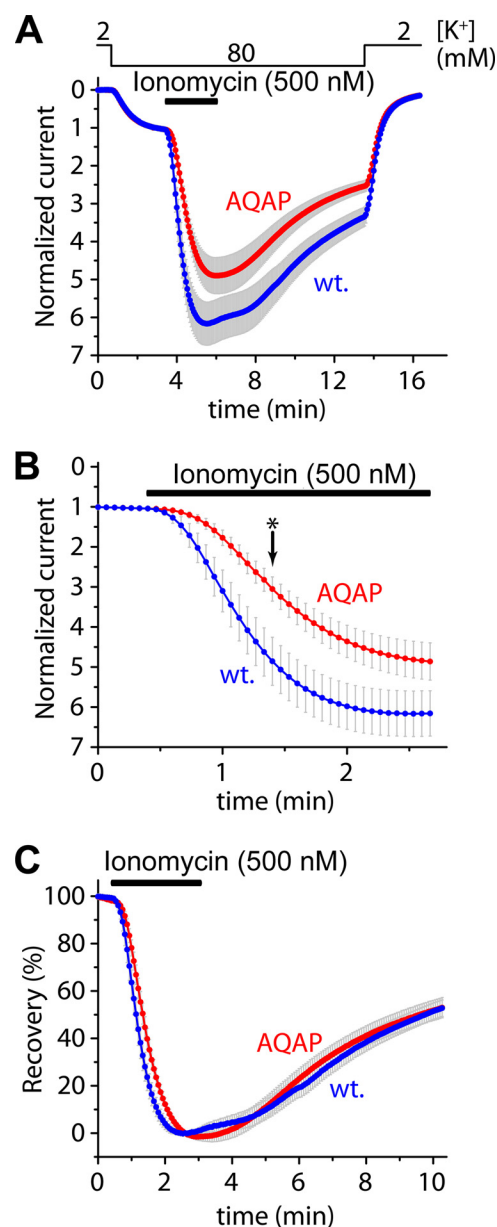 A
2
80
2
[K+]
(mM)
Ionomycin (500 nM)
0
1
2
3
4
5
6
7
Normalized current
AQAP
wt.
0
4
8
12
16
time (min)
B
Ionomycin (500 nM)
0
1
2
3
4
5
6
7
Normalized current
*
AQAP
wt.
0
1
2
time (min)
C
Ionomycin (500 nM)
100
80
60
40
20
0
Recovery (%)
AQAP
wt.
0
2
4
6
8
10
time (min)